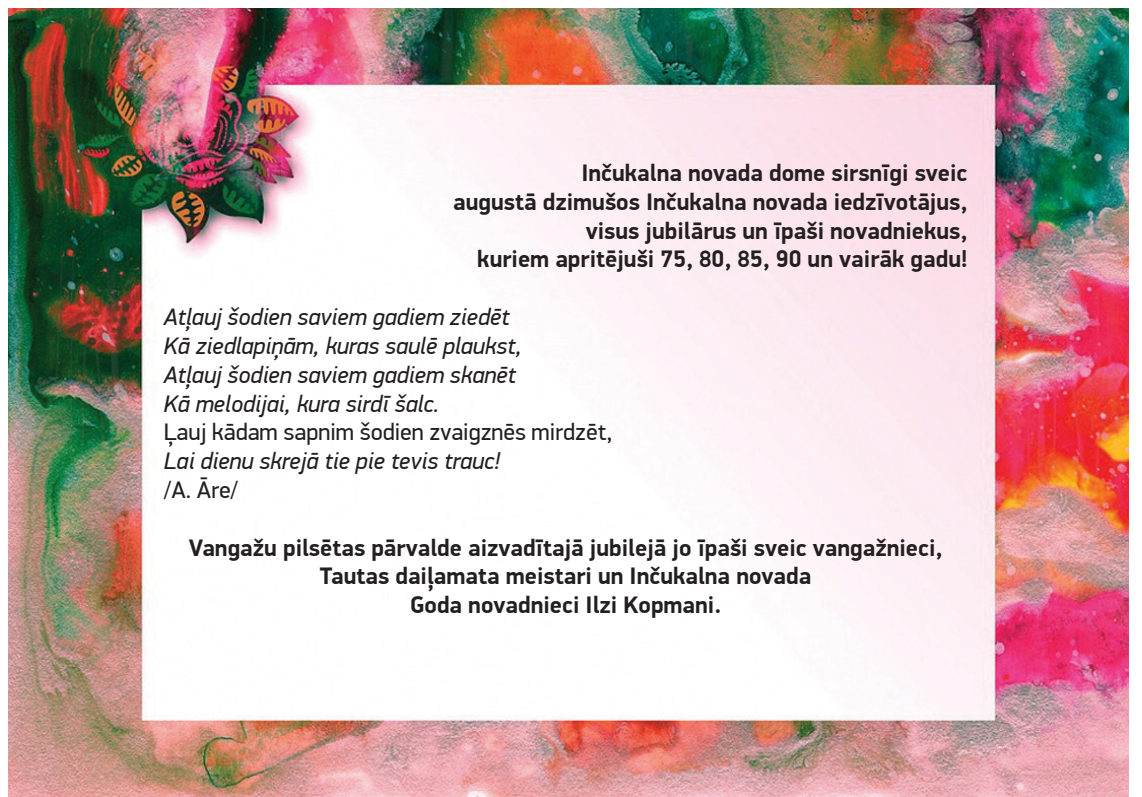 Inčukalna novada dome sirsnīgi sveic
augustā dzimušos Inčukalna novada iedzīvotājus,
visus jubilārus un īpaši novadniekus,
kuriem apritējuši 75, 80, 85, 90 un vairāk gadu!
Atļauj šodien saviem gadiem ziedēt
Kā ziedlapiņām, kuras saulē plaukst,
Atļauj šodien saviem gadiem skanēt
Kā melodijai, kura sirdī šalc.
Ļauj kādam sapnim šodien zvaigznēs mirdzēt,
Lai dienu skrejā tie pie tevis trauc!
/A. Āre/
Vangažu pilsētas pārvalde aizvadītajā jubilejā jo īpaši sveic vangažnieci,
Tautas daiļamata meistari un Inčukalna novada
Goda novadnieci Ilzi Kopmani.